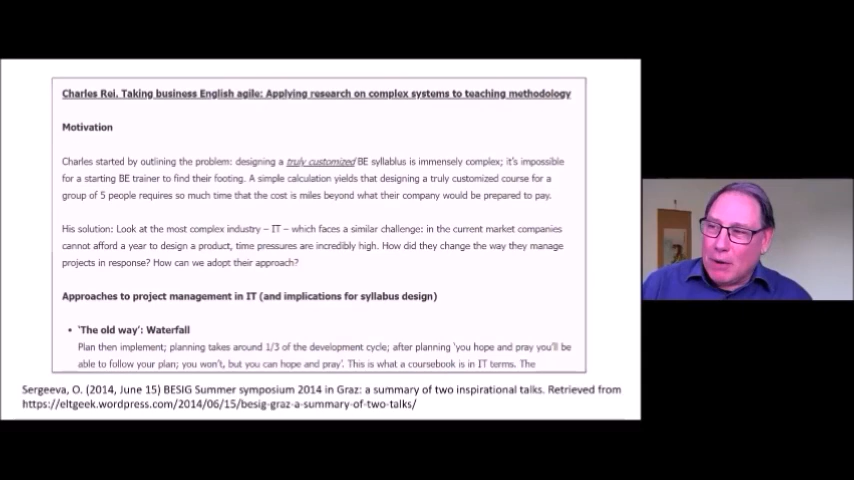 Charles Rei. Taking business English agile: Applying research on complex systems to teaching methodology
Motivation
Charles started by outlining the problem: designing a truly customized BE syllablus is immensely complex; it's impossible
for a starting BE trainer to find their footing. A simple calculation yields that designing a truly customized course for a
group of 5 people requires so much time that the cost is miles beyond what their company would be prepared to pay.
His solution: Look at the most complex industry – IT – which faces a similar challenge: in the current market companies
cannot afford a year to design a product, time pressures are incredibly high. How did they change the way they manage
projects in response? How can we adopt their approach?
Approaches to project management in IT (and implications for syllabus design)
• 'The old way': Waterfall
Plan then implement; planning takes around 1/3 of the development cycle; after planning 'you hope and pray you'll be
able to follow your plan; you won't, but you can hope and pray'. This is what a coursebook is in IT terms. The
Sergeeva, O. (2014, June 15) BESIG Summer symposium 2014 in Graz: a summary of two inspirational talks. Retrieved from
https://eltgeek.wordpress.com/2014/06/15/besig-graz-a-summary-of-two-talks/